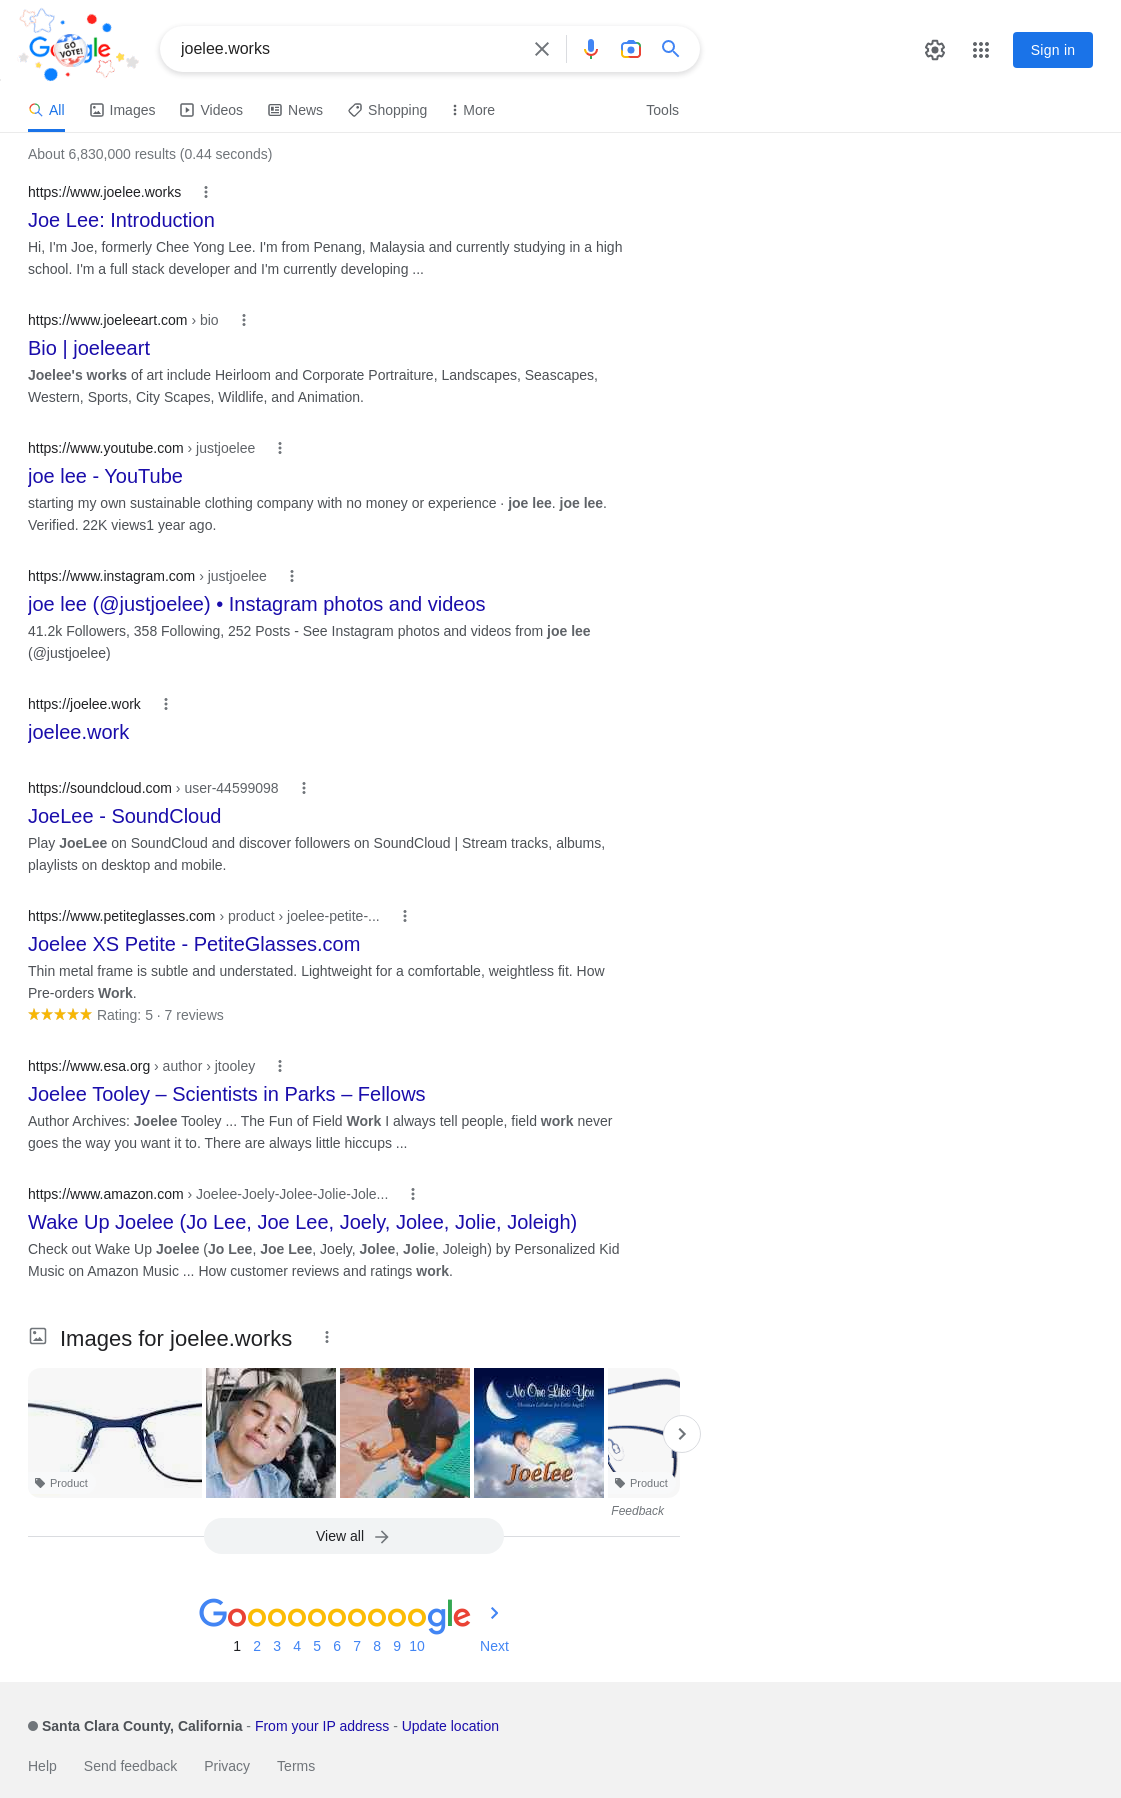 GO VOTE!
joelee.works
Sign in
All Images Videos News Shopping More Tools
About 6,830,000 results (0.44 seconds)
https://www.joelee.works
Joe Lee: Introduction
Hi, I'm Joe, formerly Chee Yong Lee. I'm from Penang, Malaysia and currently studying in a high
school. I'm a full stack developer and I'm currently developing ...
https://www.joeleeart.com › bio
Bio | joeleeart
Joelee's works of art include Heirloom and Corporate Portraiture, Landscapes, Seascapes,
Western, Sports, City Scapes, Wildlife, and Animation.
https://www.youtube.com › justjoelee
joe lee - YouTube
starting my own sustainable clothing company with no money or experience · joe lee. joe lee.
Verified. 22K views1 year ago.
https://www.instagram.com › justjoelee
joe lee (@justjoelee) • Instagram photos and videos
41.2k Followers, 358 Following, 252 Posts - See Instagram photos and videos from joe lee
(@justjoelee)
https://joelee.work
joelee.work
https://soundcloud.com › user-44599098
JoeLee - SoundCloud
Play JoeLee on SoundCloud and discover followers on SoundCloud | Stream tracks, albums,
playlists on desktop and mobile.
https://www.petiteglasses.com › product › joelee-petite-...
Joelee XS Petite - PetiteGlasses.com
Thin metal frame is subtle and understated. Lightweight for a comfortable, weightless fit. How
Pre-orders Work.
Rating: 5 · 7 reviews
https://www.esa.org › author › jtooley
Joelee Tooley – Scientists in Parks – Fellows
Author Archives: Joelee Tooley ... The Fun of Field Work I always tell people, field work never
goes the way you want it to. There are always little hiccups ...
https://www.amazon.com › Joelee-Joely-Jolee-Jolie-Jole...
Wake Up Joelee (Jo Lee, Joe Lee, Joely, Jolee, Jolie, Joleigh)
Check out Wake Up Joelee (Jo Lee, Joe Lee, Joely, Jolee, Jolie, Joleigh) by Personalized Kid
Music on Amazon Music ... How customer reviews and ratings work.
Images for joelee.works
No One Like You
Joelee
Product
Product
Feedback
View all
Goooooooooogle
1 2 3 4 5 6 7 8 9 10 Next
Santa Clara County, California - From your IP address - Update location
Help Send feedback Privacy Terms